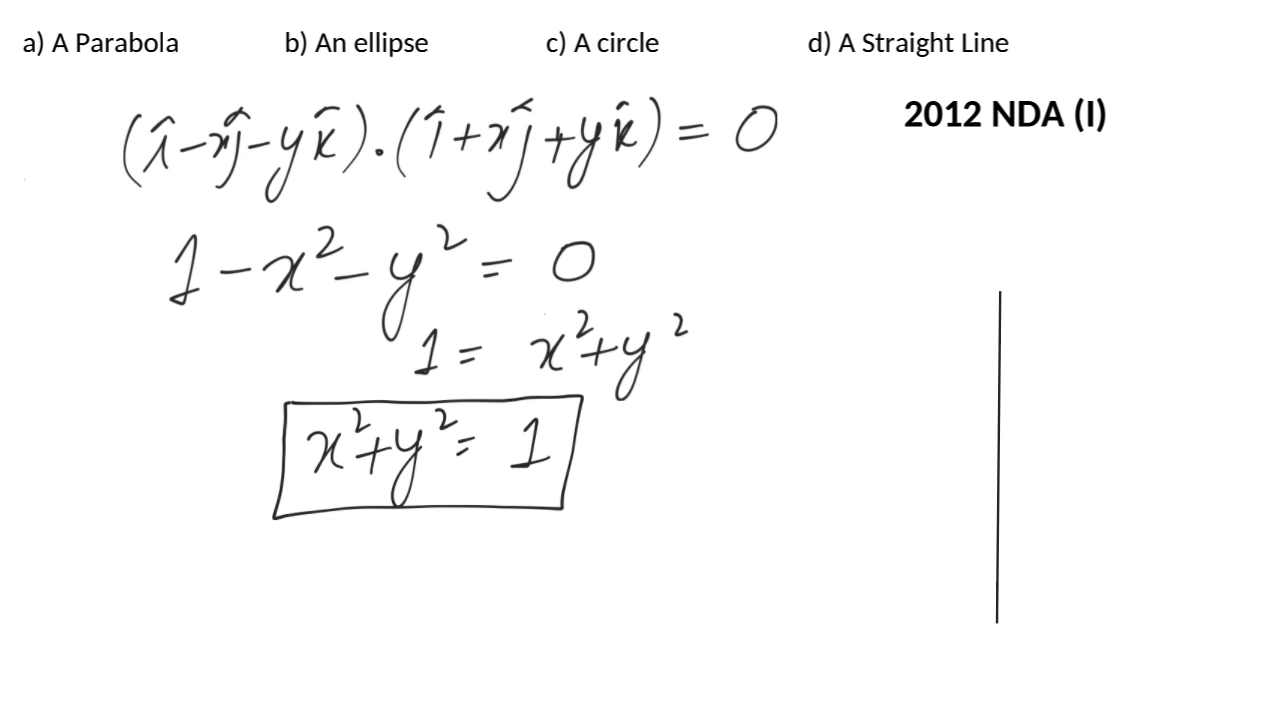 a) A Parabola b) An ellipse c) A circle d) A Straight Line
2012 NDA (I)
(î-xĵ-yk̂).(î+xĵ+yk̂) = 0
1-x²-y² = 0
1 = x²+y²
x²+y² = 1